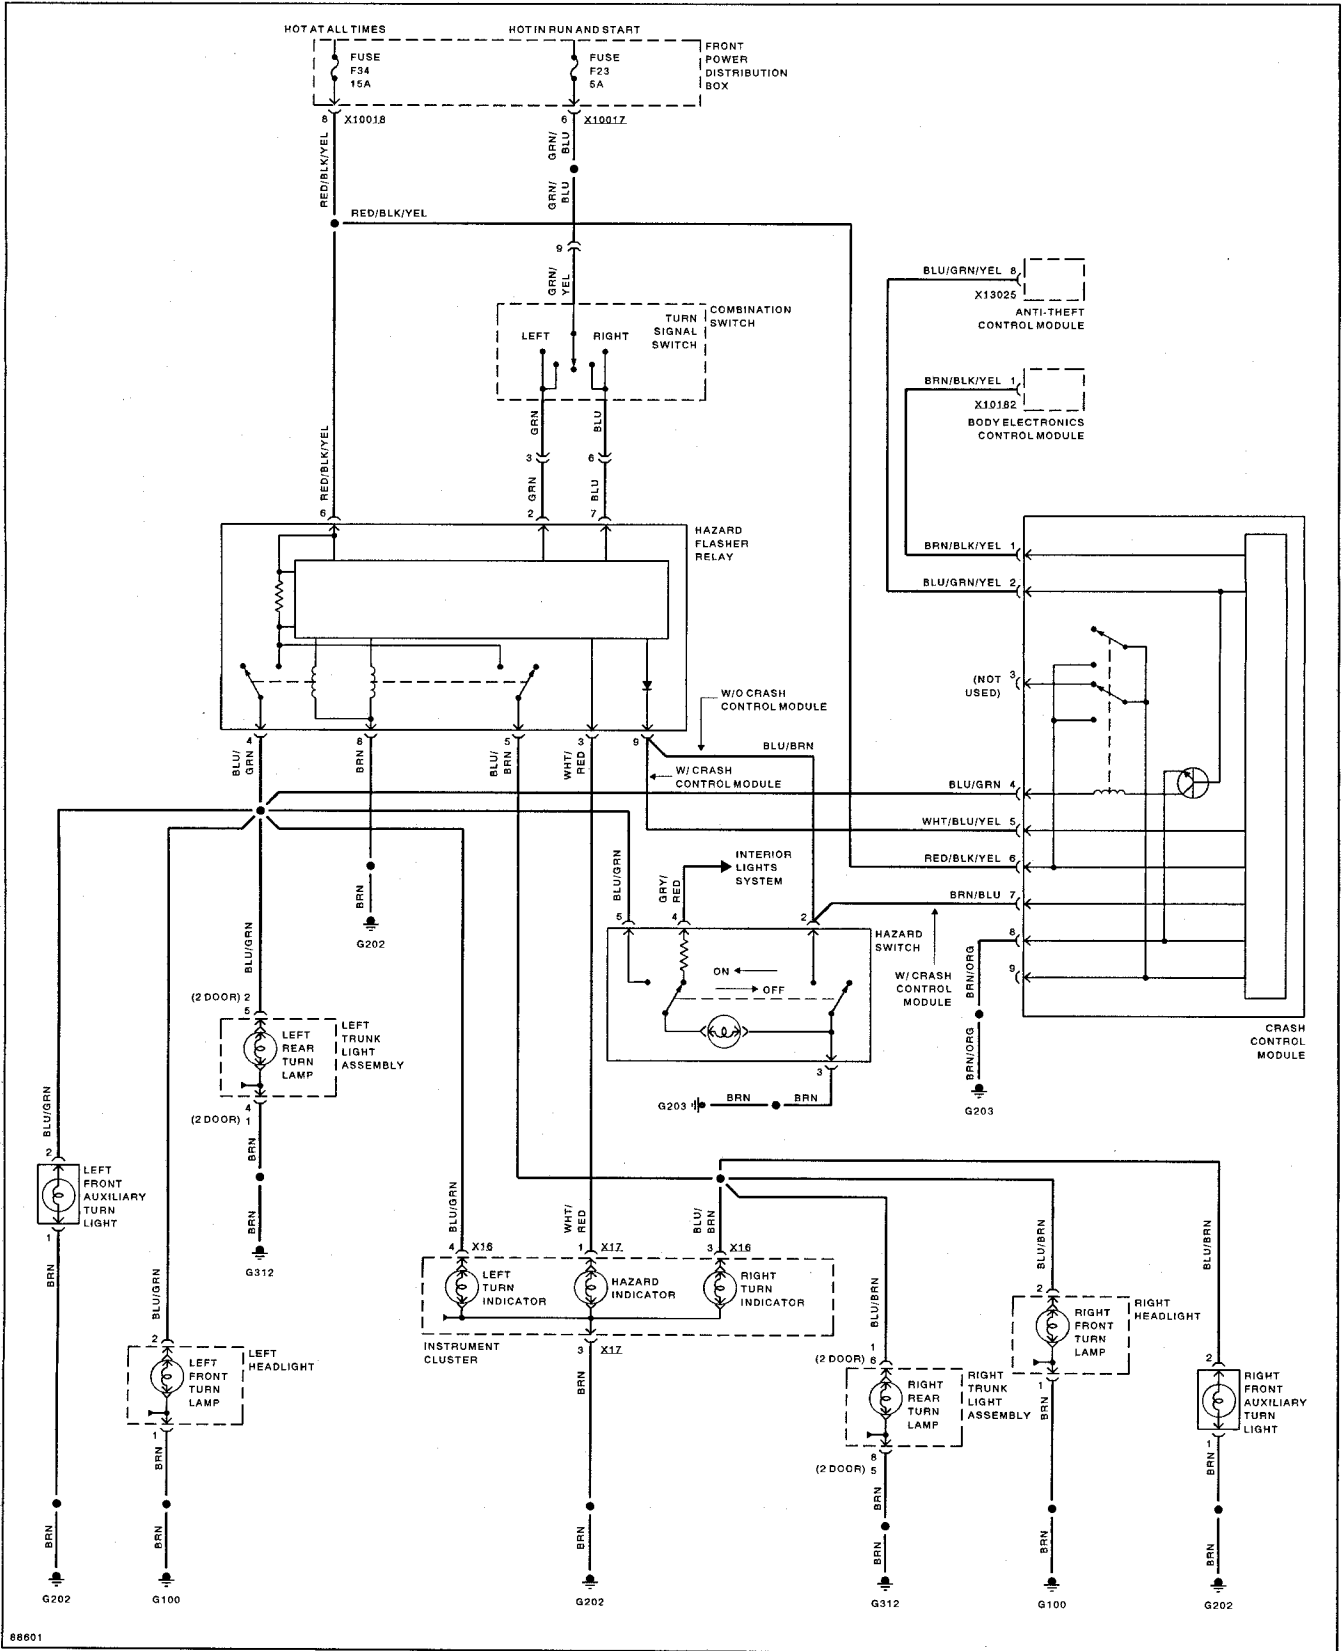 HOT AT ALL TIMES
HOT IN RUN AND START
FUSE
F34
15A
FUSE
F23
5A
FRONT
POWER
DISTRIBUTION
BOX
8 X10018
6 X10017
RED/BLK/YEL
GRN/
BLU
GRN/
BLU
RED/BLK/YEL
9
GRN/
YEL
BLU/GRN/YEL 8
X13025
ANTI-THEFT
CONTROL MODULE
COMBINATION
SWITCH
TURN
SIGNAL
SWITCH
LEFT
RIGHT
BRN/BLK/YEL 1
X10182
BODY ELECTRONICS
CONTROL MODULE
GRN
BLU
3
6
RED/BLK/YEL
GRN
BLU
6
2
7
HAZARD
FLASHER
RELAY
BRN/BLK/YEL 1
BLU/GRN/YEL 2
(NOT
USED)
3
W/O CRASH
CONTROL MODULE
4
8
5
3
9
BLU/
GRN
BRN
BLU/
BRN
WHT/
RED
BLU/BRN
W/ CRASH
CONTROL MODULE
BLU/GRN 4
WHT/BLU/YEL 5
RED/BLK/YEL 6
BRN/BLU 7
8
9
INTERIOR
LIGHTS
SYSTEM
BLU/GRN
GRY/
RED
5
4
2
BRN
G202
BLU/GRN
HAZARD
SWITCH
ON
OFF
W/ CRASH
CONTROL
MODULE
BRN/ORG
BRN/ORG
G203
CRASH
CONTROL
MODULE
(2 DOOR) 2
5
LEFT
REAR
TURN
LAMP
LEFT
TRUNK
LIGHT
ASSEMBLY
4
(2 DOOR) 1
3
G203
BRN
BRN
BLU/GRN
BRN
2
LEFT
FRONT
AUXILIARY
TURN
LIGHT
1
BRN
BRN
G312
BLU/GRN
BLU/GRN
WHT/
RED
BLU/
BRN
4 X16
1 X17
3 X16
LEFT
TURN
INDICATOR
HAZARD
INDICATOR
RIGHT
TURN
INDICATOR
INSTRUMENT
CLUSTER
3 X17
BLU/BRN
BLU/BRN
BLU/BRN
2
RIGHT
FRONT
TURN
LAMP
RIGHT
HEADLIGHT
1
2
LEFT
FRONT
TURN
LAMP
LEFT
HEADLIGHT
1
1
(2 DOOR) 6
RIGHT
REAR
TURN
LAMP
RIGHT
TRUNK
LIGHT
ASSEMBLY
8
(2 DOOR) 5
2
RIGHT
FRONT
AUXILIARY
TURN
LIGHT
1
BRN
BRN
BRN
BRN
BRN
BRN
BRN
BRN
BRN
BRN
G202
G100
G202
G312
G100
G202
88601